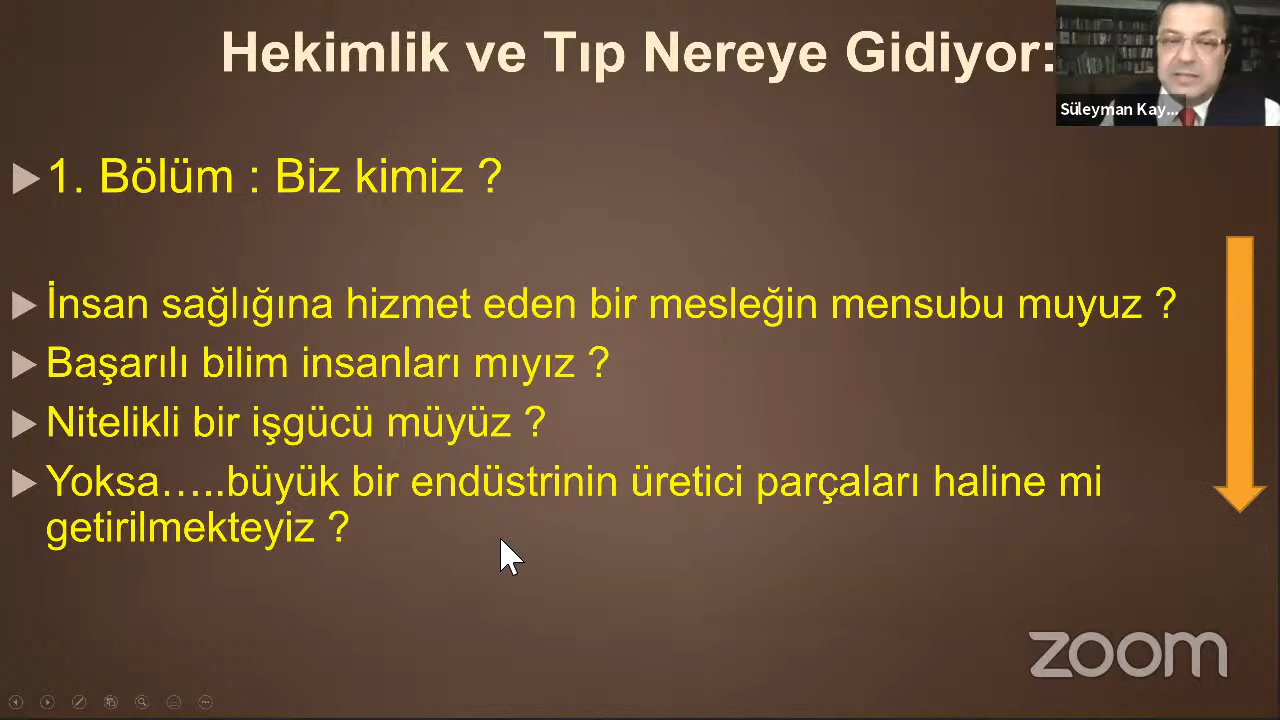 Hekimlik ve Tıp Nereye Gidiyor:
Süleyman Kay...
1. Bölüm : Biz kimiz ?
İnsan sağlığına hizmet eden bir mesleğin mensubu muyuz ?
Başarılı bilim insanları mıyız ?
Nitelikli bir işgücü müyüz ?
Yoksa…..büyük bir endüstrinin üretici parçaları haline mi
getirilmekteyiz ?
zoom